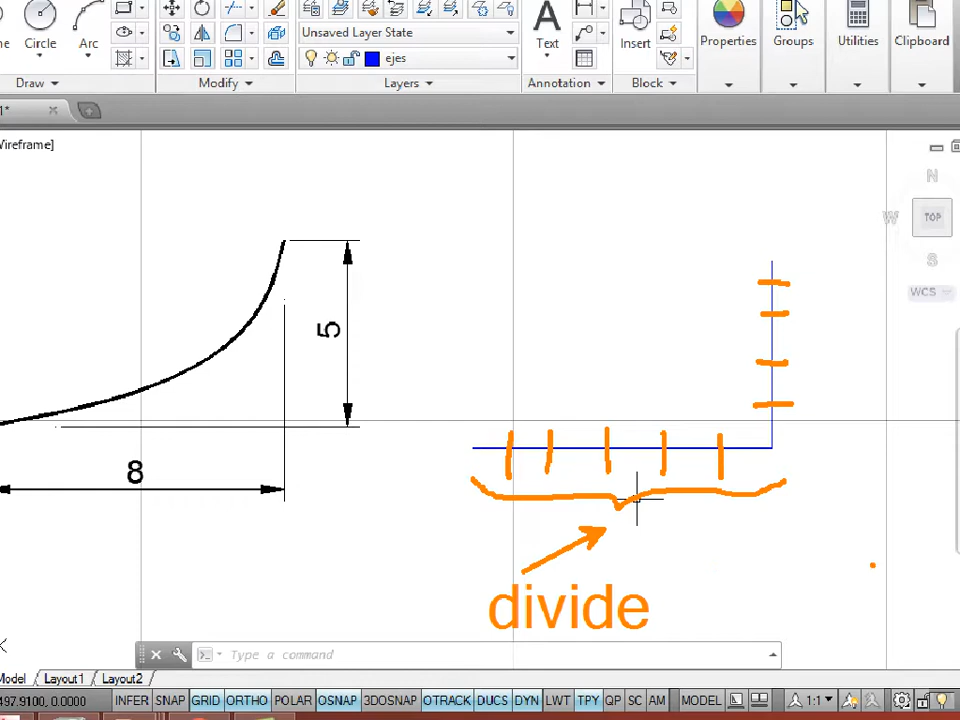 Circle
Arc
Unsaved Layer State
ejes
Text
Insert
Properties
Groups
Utilities
Clipboard
Draw
Modify
Layers
Annotation
Block
1*
Wireframe]
N
W
TOP
S
WCS
5
8
divide
Type a command
Model Layout1 Layout2
497.9100, 0.0000
INFER SNAP GRID ORTHO POLAR OSNAP 3DOSNAP OTRACK DUCS DYN LWT TPY QP SC AM
MODEL
1:1